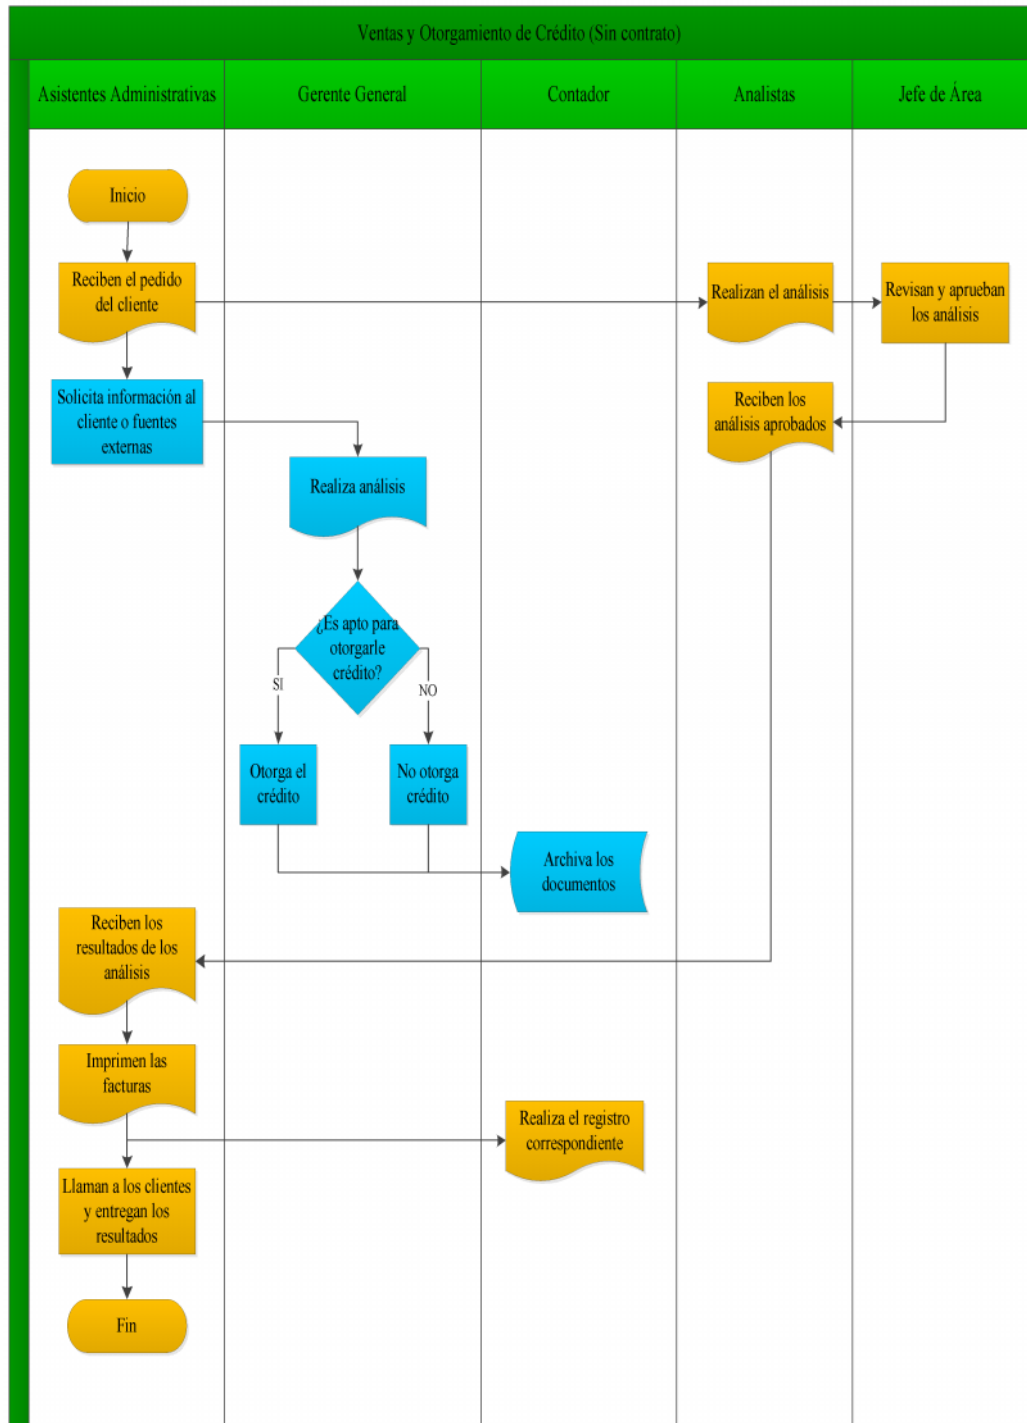 Ventas y Otorgamiento de Crédito (Sin contrato)
Asistentes Administrativas
Gerente General
Contador
Analistas
Jefe de Área
Inicio
Reciben el pedido
del cliente
Realizan el análisis
Revisan y aprueban
los análisis
Solicita información al
cliente o fuentes
externas
Reciben los
análisis aprobados
Realiza análisis
¿Es apto para
otorgarle
crédito?
SI
NO
Otorga el
crédito
No otorga
crédito
Archiva los
documentos
Reciben los
resultados de los
análisis
Imprimen las
facturas
Realiza el registro
correspondiente
Llaman a los clientes
y entregan los
resultados
Fin